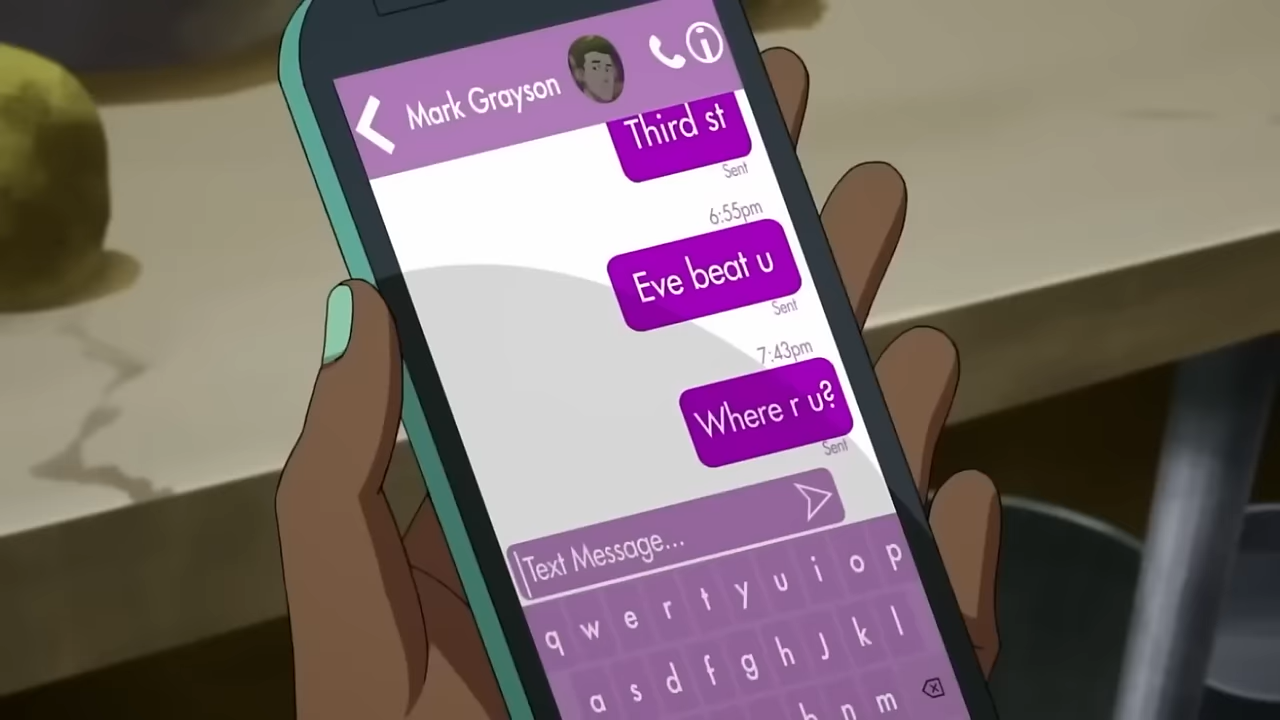 Mark Grayson
Third st
Sent
6:55pm
Eve beat u
Sent
7:43pm
Where r u?
Sent
Text Message...
q w e r t y u i o p
a s d f g h J k l
b n m